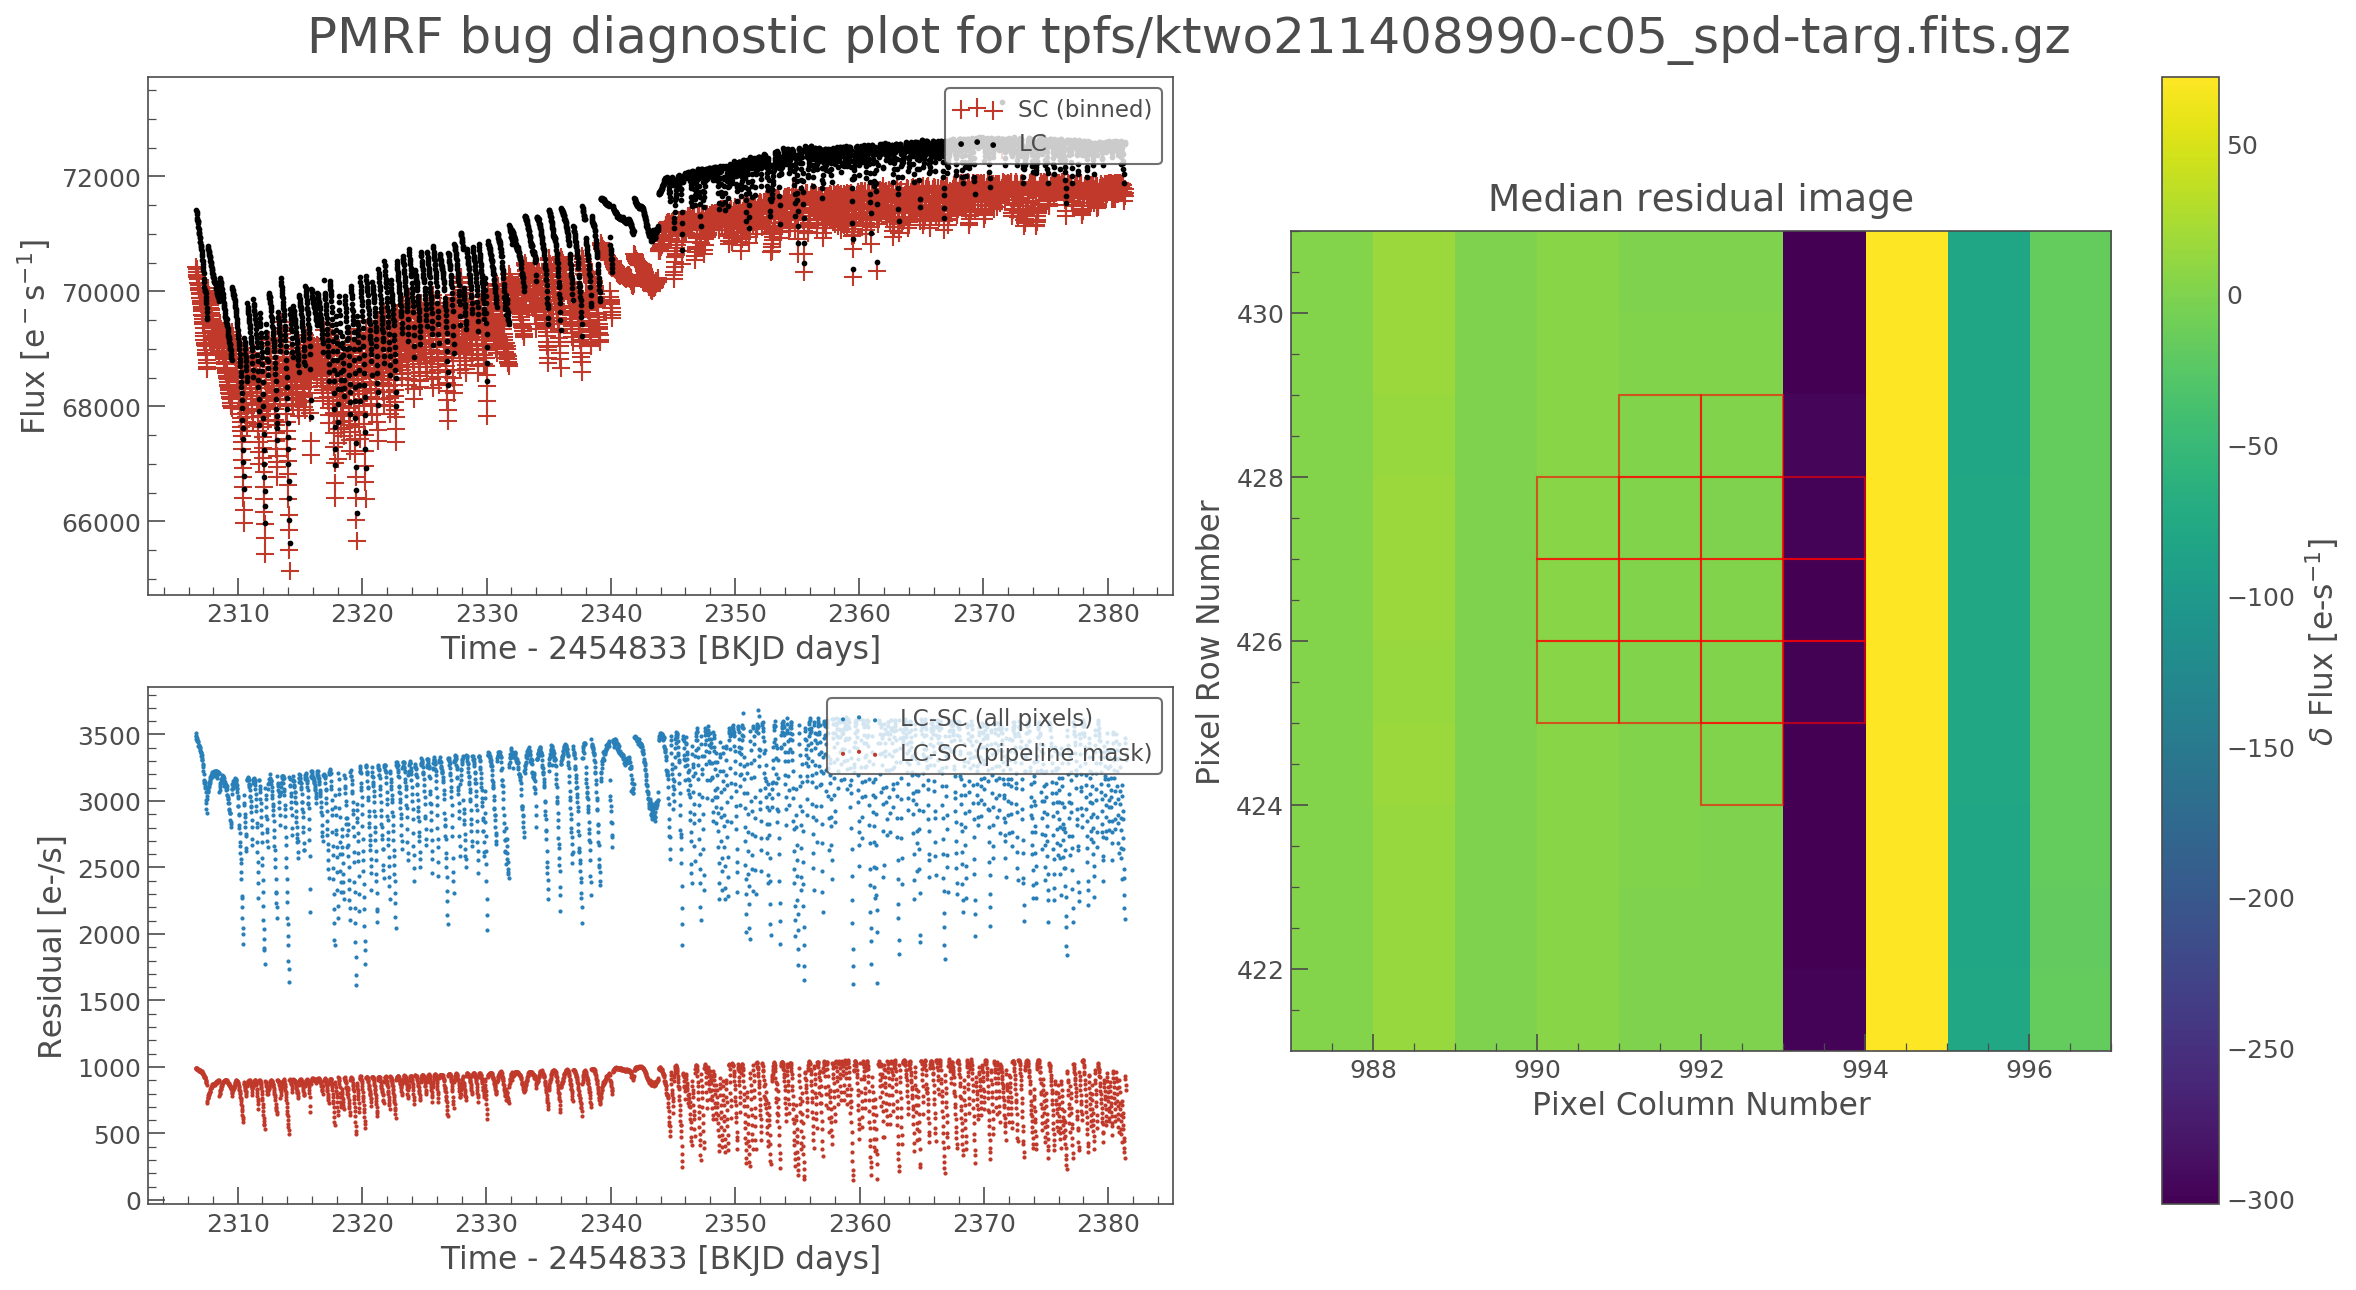 PMRF bug diagnostic plot for tpfs/ktwo211408990-c05_spd-targ.fits.gz
SC (binned)
LC
72000
70000
68000
66000
Flux [e⁻ s⁻¹]
2310 2320 2330 2340 2350 2360 2370 2380
Time - 2454833 [BKJD days]
LC-SC (all pixels)
LC-SC (pipeline mask)
3500
3000
2500
2000
1500
1000
500
0
Residual [e-/s]
2310 2320 2330 2340 2350 2360 2370 2380
Time - 2454833 [BKJD days]
Median residual image
430
428
426
424
422
Pixel Row Number
988 990 992 994 996
Pixel Column Number
50
0
−50
−100
−150
−200
−250
−300
δ Flux [e-s⁻¹]